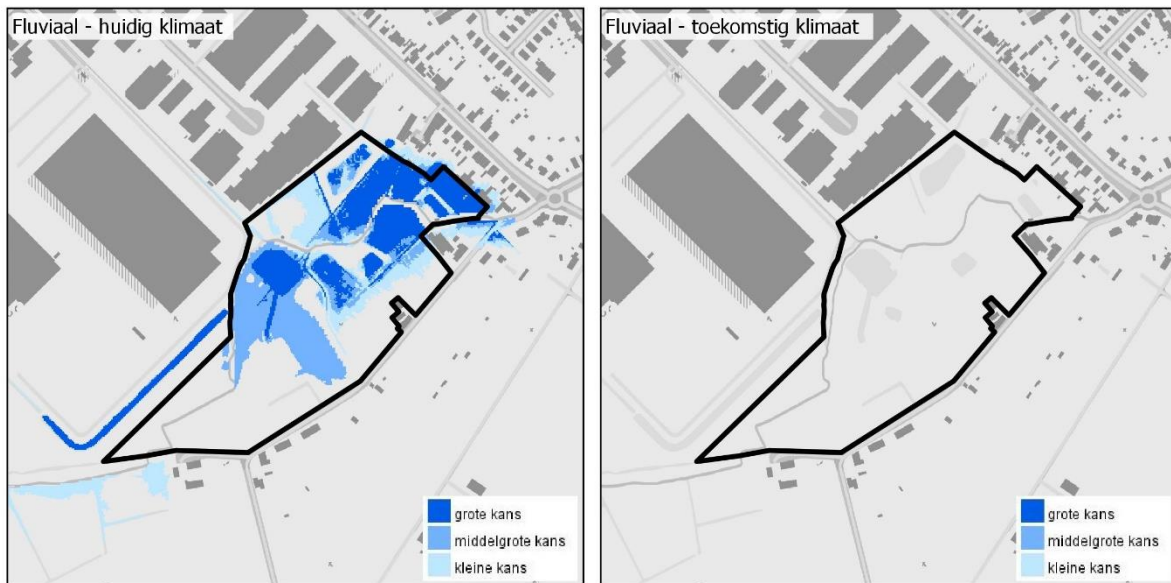 Fluviaal - huidig klimaat
grote kans
middelgrote kans
kleine kans
Fluviaal - toekomstig klimaat
grote kans
middelgrote kans
kleine kans